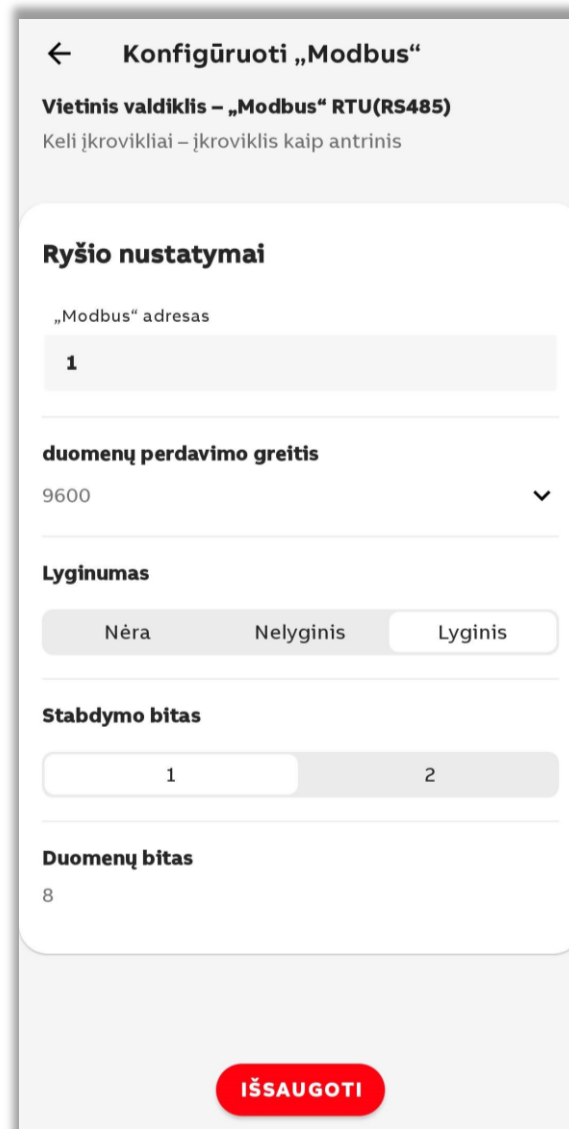 Konfigūruoti „Modbus“
Vietinis valdiklis – „Modbus“ RTU(RS485)
Keli įkrovikliai – įkroviklis kaip antrinis
Ryšio nustatymai
„Modbus“ adresas
1
duomenų perdavimo greitis
9600
Lyginumas
Nėra Nelyginis Lyginis
Stabdymo bitas
1 2
Duomenų bitas
8
IŠSAUGOTI